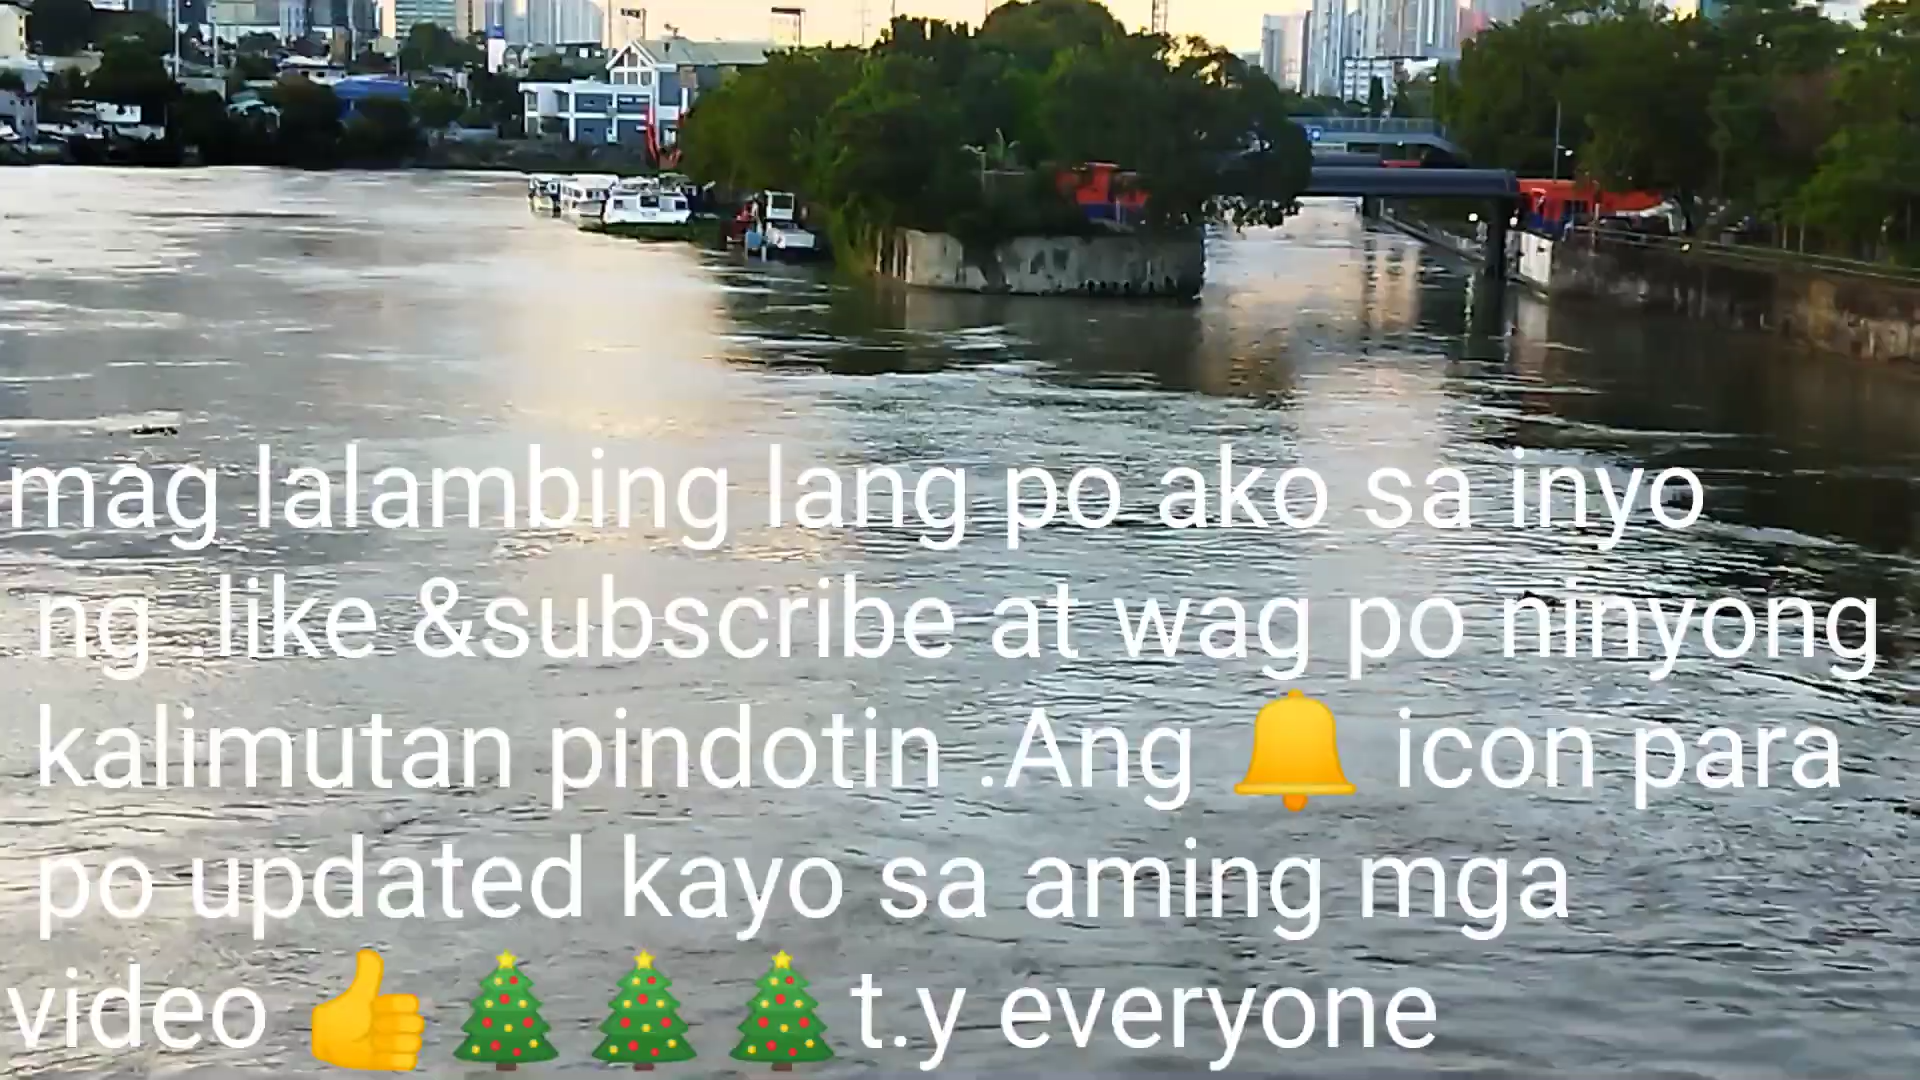 mag lalambing lang po ako sa inyo
ng .like &subscribe at wag po ninyong
kalimutan pindotin .Ang 🔔 icon para
po updated kayo sa aming mga
video 👍🎄🎄🎄t.y everyone